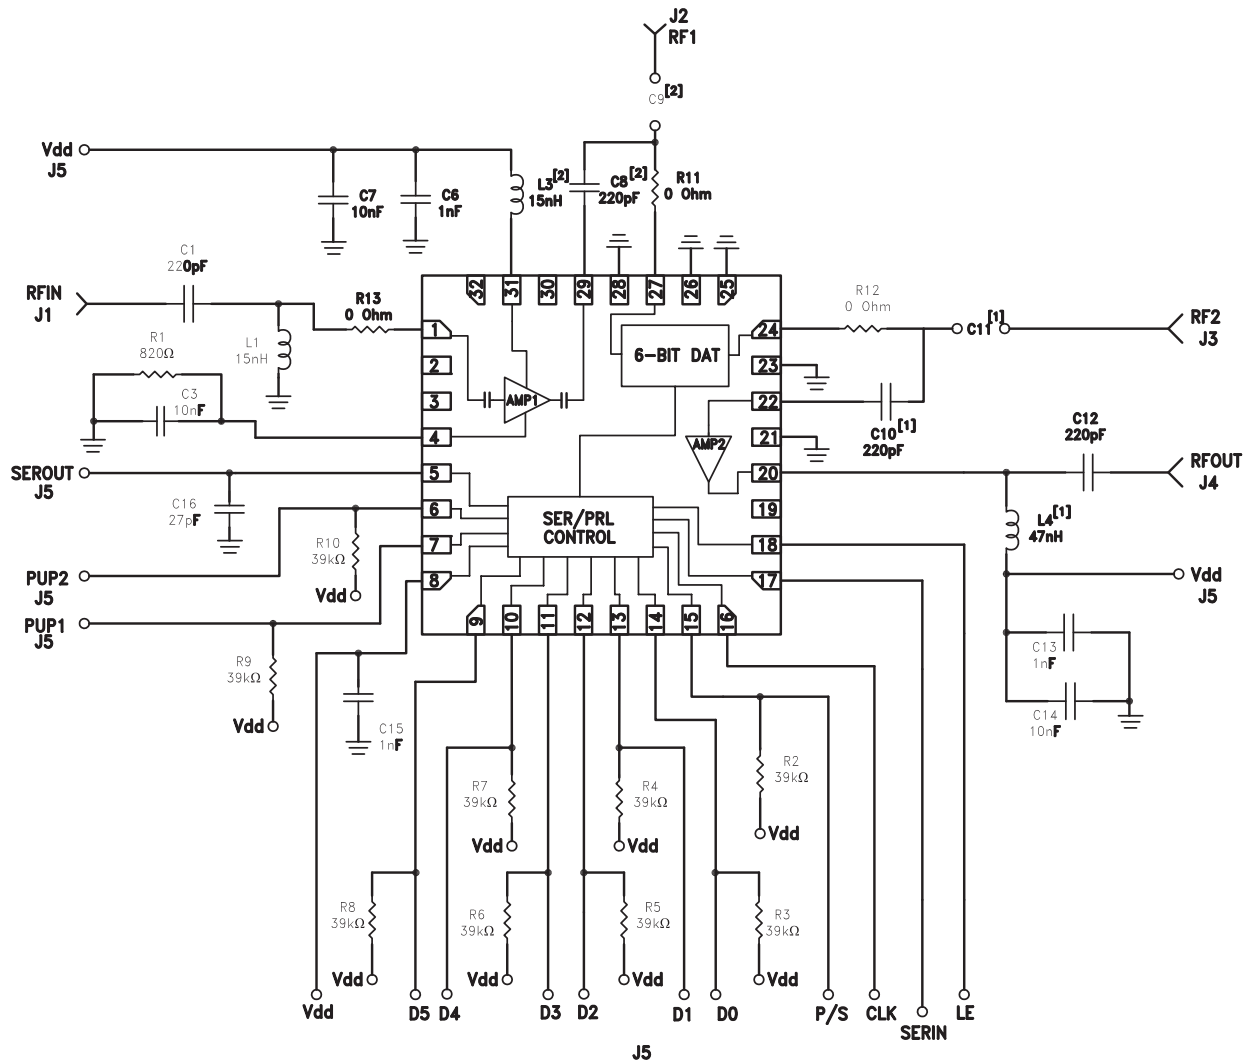 J2
RF1
C9[2]
Vdd
J5
C7
10nF
C6
1nF
L3[2]
15nH
C8[2]
220pF
R11
0 Ohm
C1
220pF
RFIN
J1
R13
0 Ohm
L1
15nH
R1
820Ω
C3
10nF
32
31
30
29
28
27
26
25
1
2
3
4
5
6
7
8
24
23
22
21
20
19
18
17
9
10
11
12
13
14
15
16
6-BIT DAT
AMP1
AMP2
SER/PRL
CONTROL
R12
0 Ohm
C11[1]
RF2
J3
C10[1]
220pF
C12
220pF
RFOUT
J4
L4[1]
47nH
Vdd
J5
C13
1nF
C14
10nF
SEROUT
J5
C16
27pF
R10
39kΩ
Vdd
PUP2
J5
PUP1
J5
R9
39kΩ
Vdd
C15
1nF
R7
39kΩ
Vdd
R4
39kΩ
Vdd
R2
39kΩ
Vdd
R8
39kΩ
Vdd
R6
39kΩ
Vdd
R5
39kΩ
Vdd
R3
39kΩ
Vdd
Vdd
D5
D4
D3
D2
D1
D0
P/S
CLK
SERIN
LE
J5